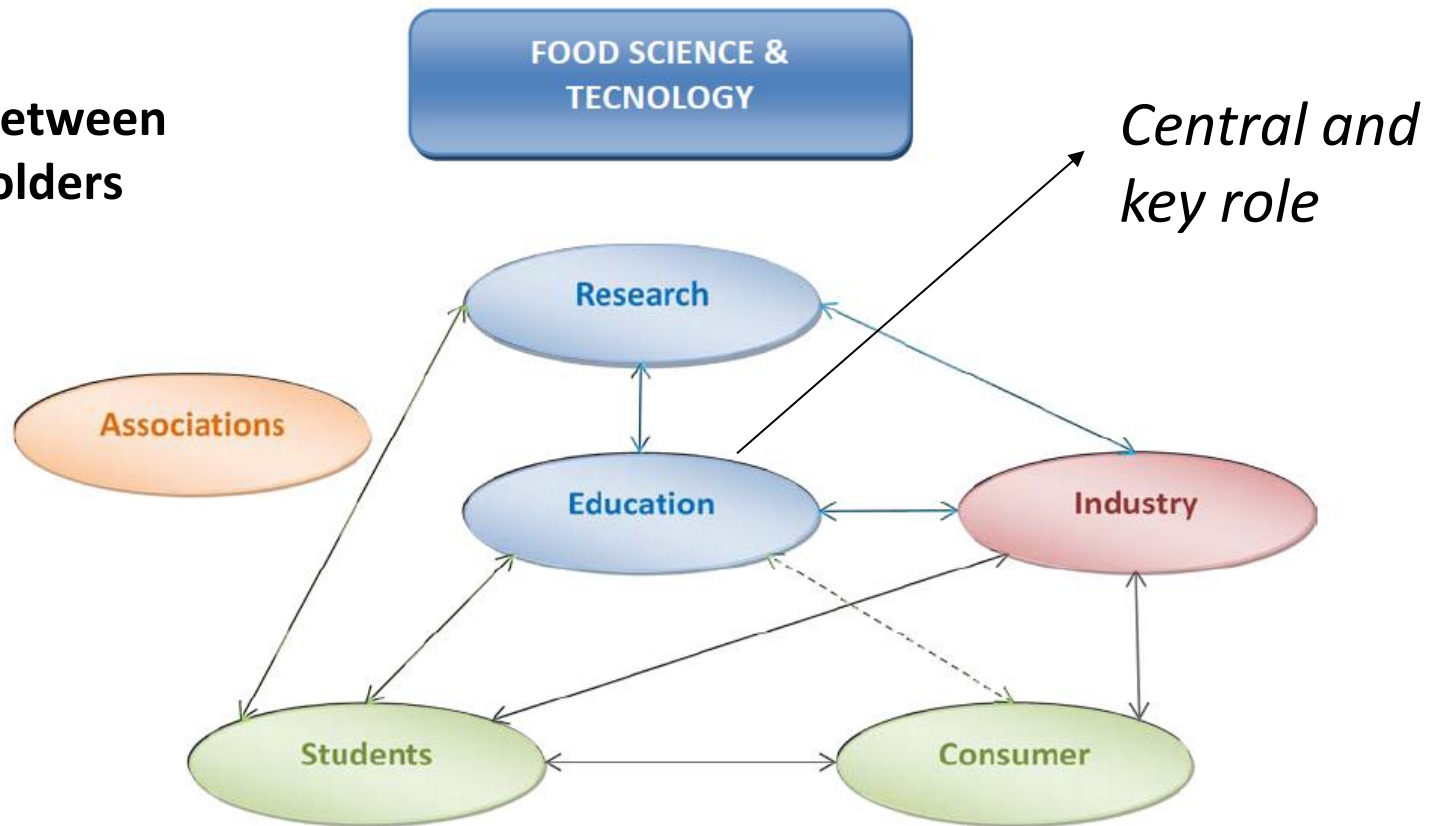 FOOD SCIENCE &
TECNOLOGY
etween
olders
Central and
key role
Research
Associations
Education
Industry
Students
Consumer